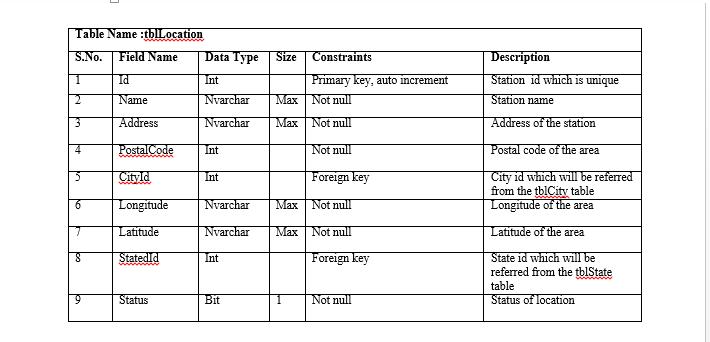 Table Name :tblLocation
S.No. Field Name Data Type Size Constraints Description
1 Id Int Primary key, auto increment Station id which is unique
2 Name Nvarchar Max Not null Station name
3 Address Nvarchar Max Not null Address of the station
4 PostalCode Int Not null Postal code of the area
5 CityId Int Foreign key City id which will be referred
from the tblCity table
6 Longitude Nvarchar Max Not null Longitude of the area
7 Latitude Nvarchar Max Not null Latitude of the area
8 StatedId Int Foreign key State id which will be
referred from the tblState
table
9 Status Bit 1 Not null Status of location